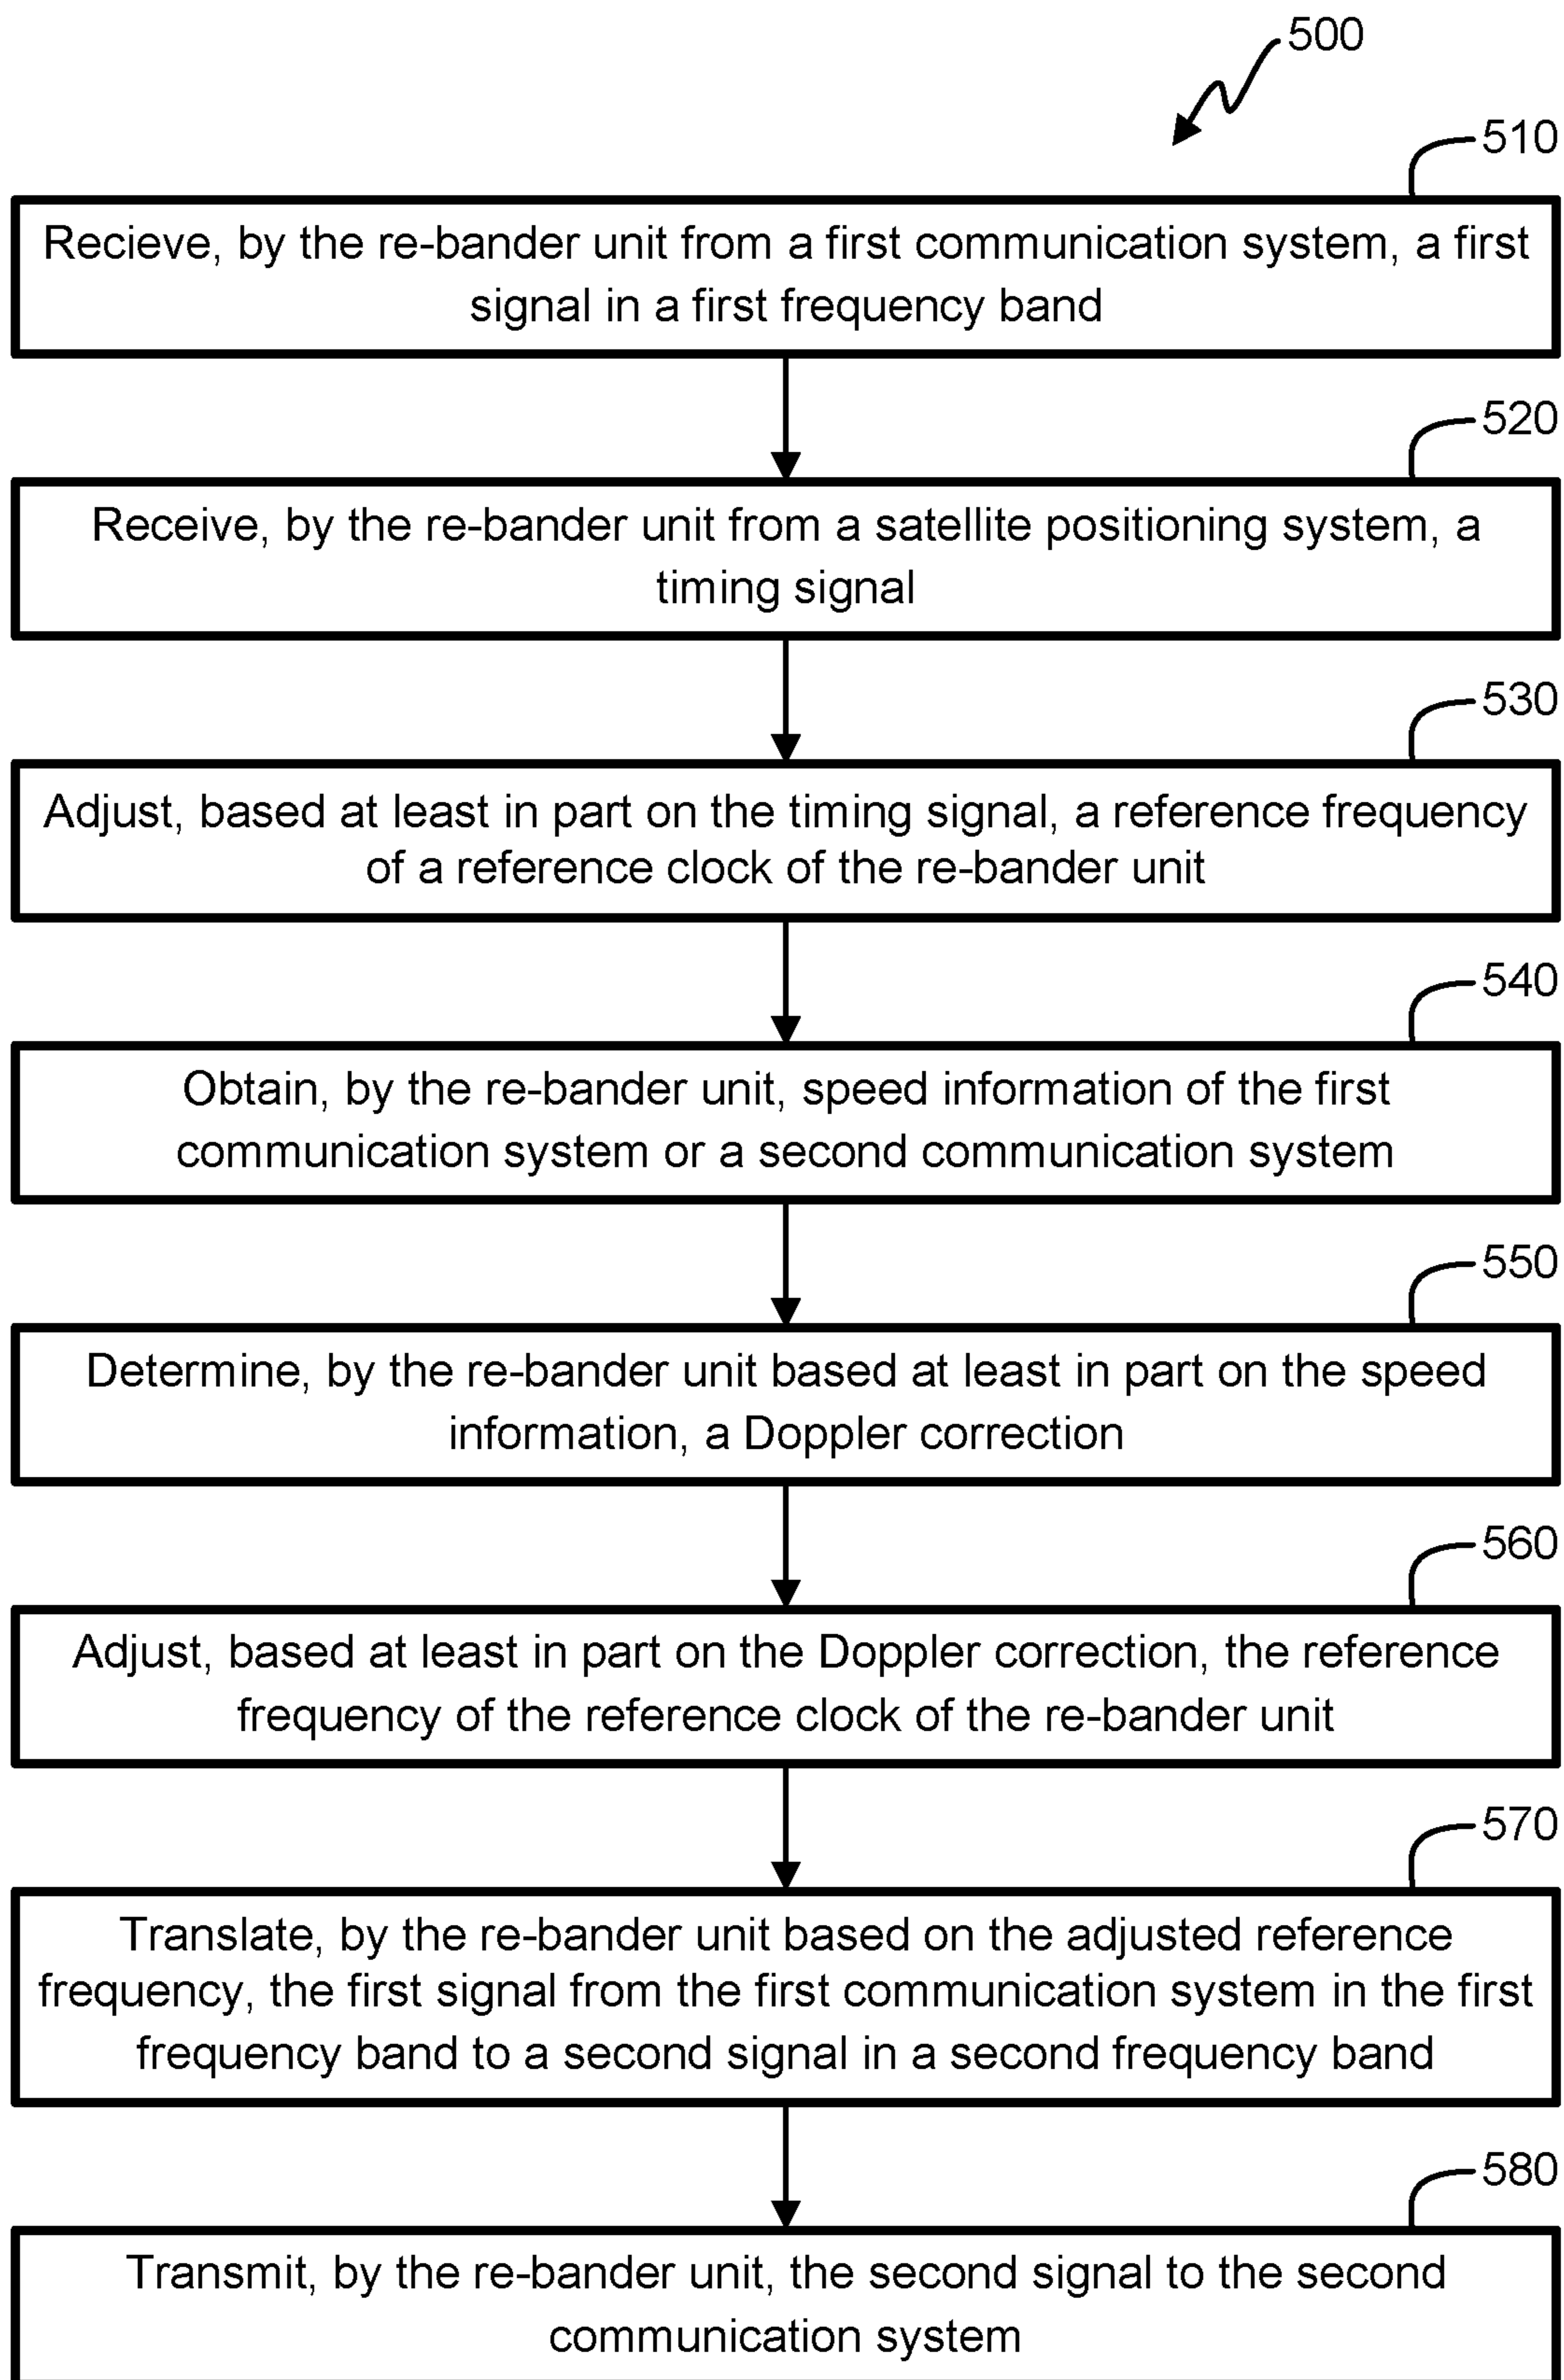 500
510
Recieve, by the re-bander unit from a first communication system, a first
signal in a first frequency band
520
Receive, by the re-bander unit from a satellite positioning system, a
timing signal
530
Adjust, based at least in part on the timing signal, a reference frequency
of a reference clock of the re-bander unit
540
Obtain, by the re-bander unit, speed information of the first
communication system or a second communication system
550
Determine, by the re-bander unit based at least in part on the speed
information, a Doppler correction
560
Adjust, based at least in part on the Doppler correction, the reference
frequency of the reference clock of the re-bander unit
570
Translate, by the re-bander unit based on the adjusted reference
frequency, the first signal from the first communication system in the first
frequency band to a second signal in a second frequency band
580
Transmit, by the re-bander unit, the second signal to the second
communication system